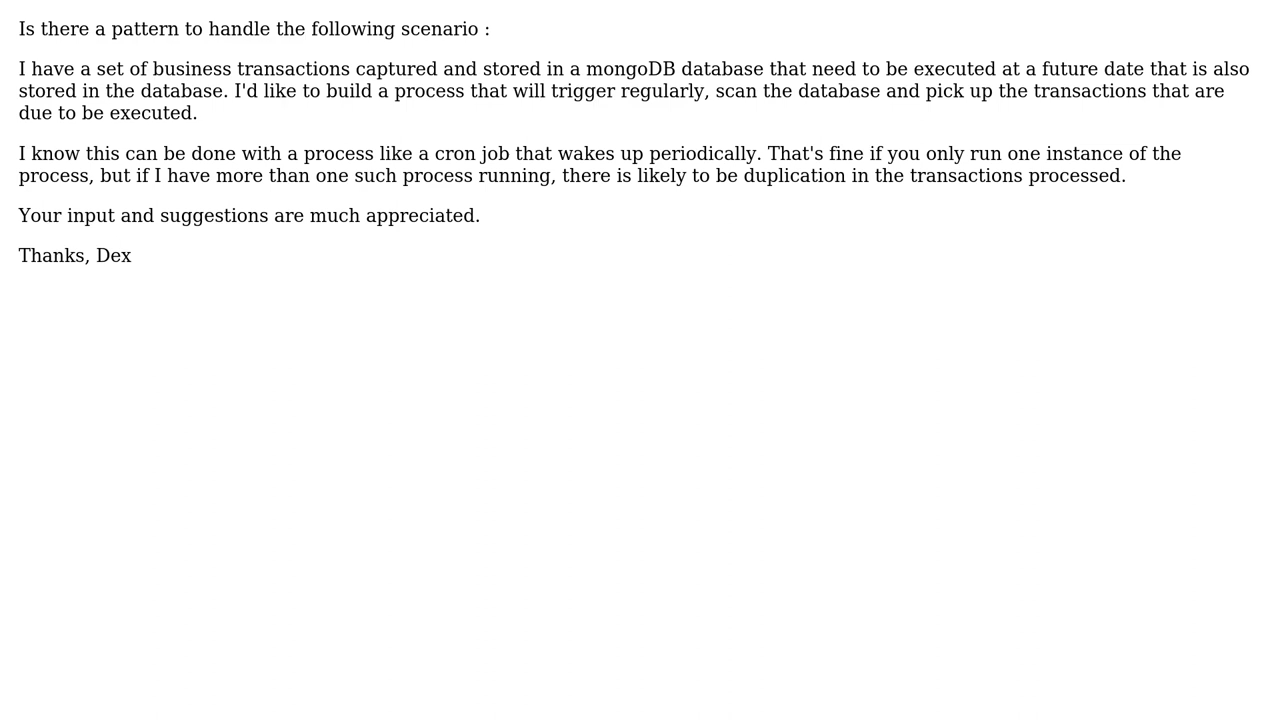 Is there a pattern to handle the following scenario :
I have a set of business transactions captured and stored in a mongoDB database that need to be executed at a future date that is also
stored in the database. I'd like to build a process that will trigger regularly, scan the database and pick up the transactions that are
due to be executed.
I know this can be done with a process like a cron job that wakes up periodically. That's fine if you only run one instance of the
process, but if I have more than one such process running, there is likely to be duplication in the transactions processed.
Your input and suggestions are much appreciated.
Thanks, Dex